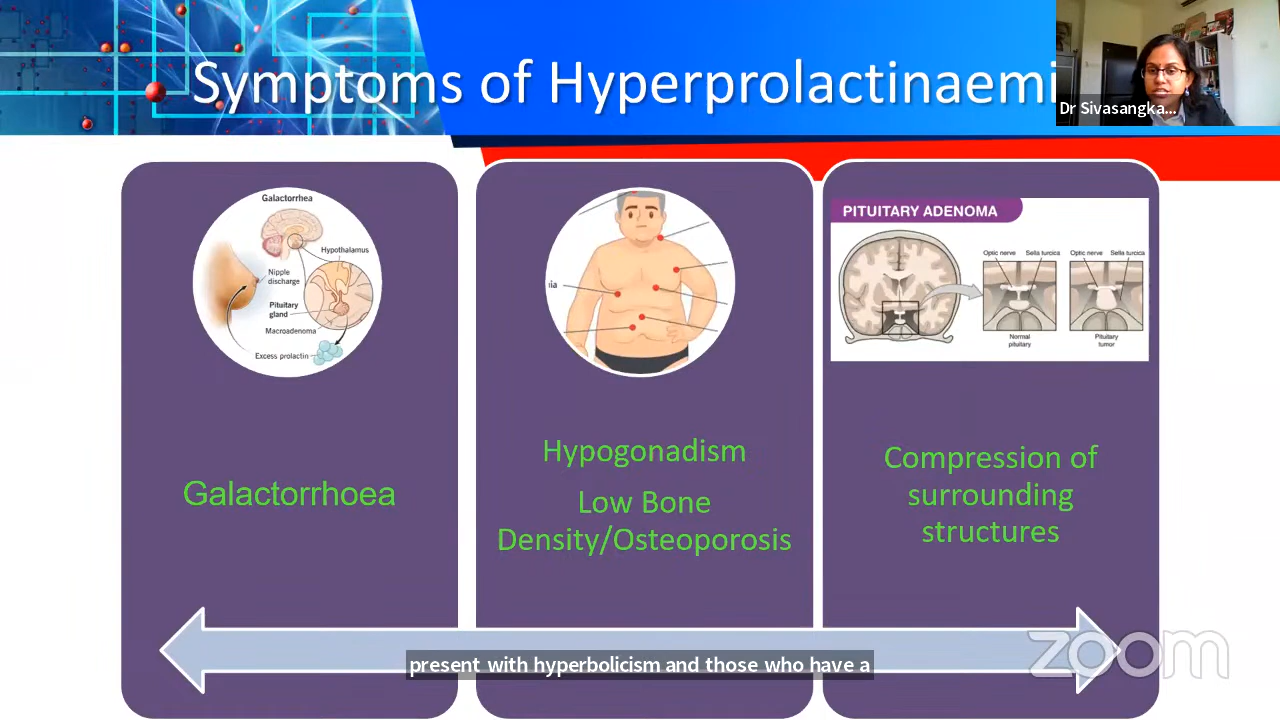 Symptoms of Hyperprolactinaemi
Dr Sivasangka...
Galactorrhea
Hypothalamus
Nipple
discharge
Pituitary
gland
Macroadenoma
Excess prolactin
Galactorrhoea
ia
Hypogonadism
Low Bone
Density/Osteoporosis
PITUITARY ADENOMA
Optic nerve
Sella turcica
Optic nerve
Sella turcica
Normal
pituitary
Pituitary
tumor
Compression of
surrounding
structures
present with hyperbolicism and those who have a
zoom